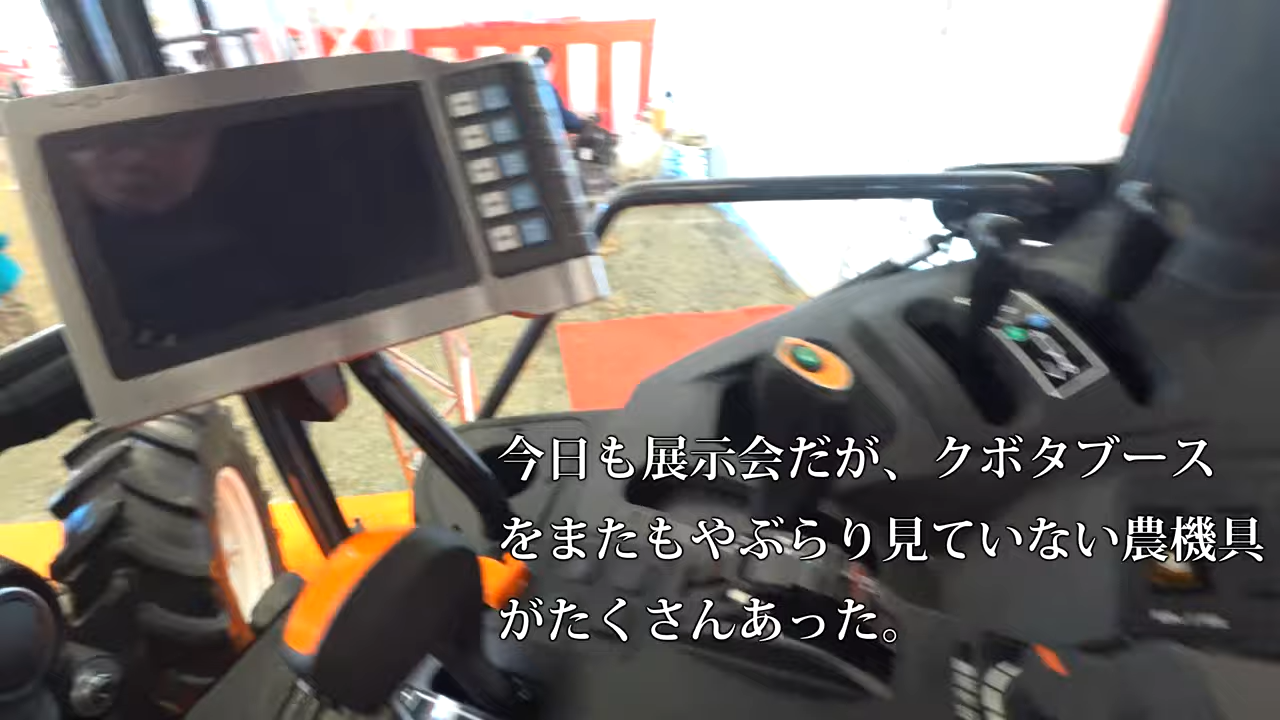 今日も展示会だが、クボタブース
をまたもやぶらり見ていない農機具
がたくさんあった。